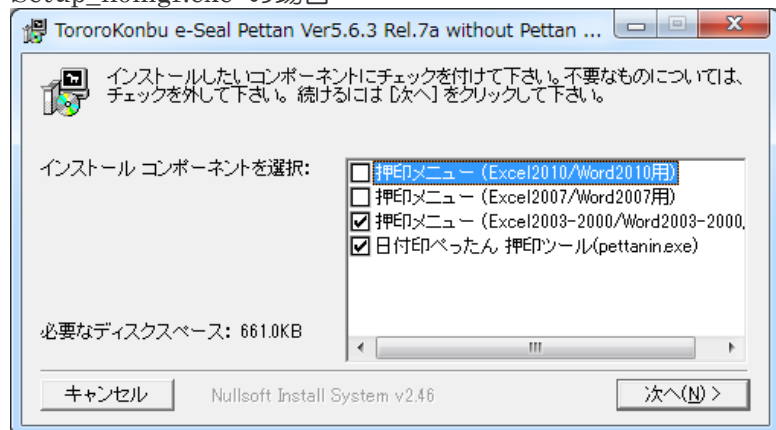 TororoKonbu e-Seal Pettan Ver5.6.3 Rel.7a without Pettan ...
インストールしたいコンポーネントにチェックを付けて下さい。不要なものについては、
チェックを外して下さい。続けるには [次へ] をクリックして下さい。
インストール コンポーネントを選択:
押印メニュー (Excel2010/Word2010用)
押印メニュー (Excel2007/Word2007用)
押印メニュー (Excel2003-2000/Word2003-2000,
日付印ぺったん 押印ツール(pettanin.exe)
必要なディスクスペース: 661.0KB
キャンセル
Nullsoft Install System v2.46
次へ(N) >